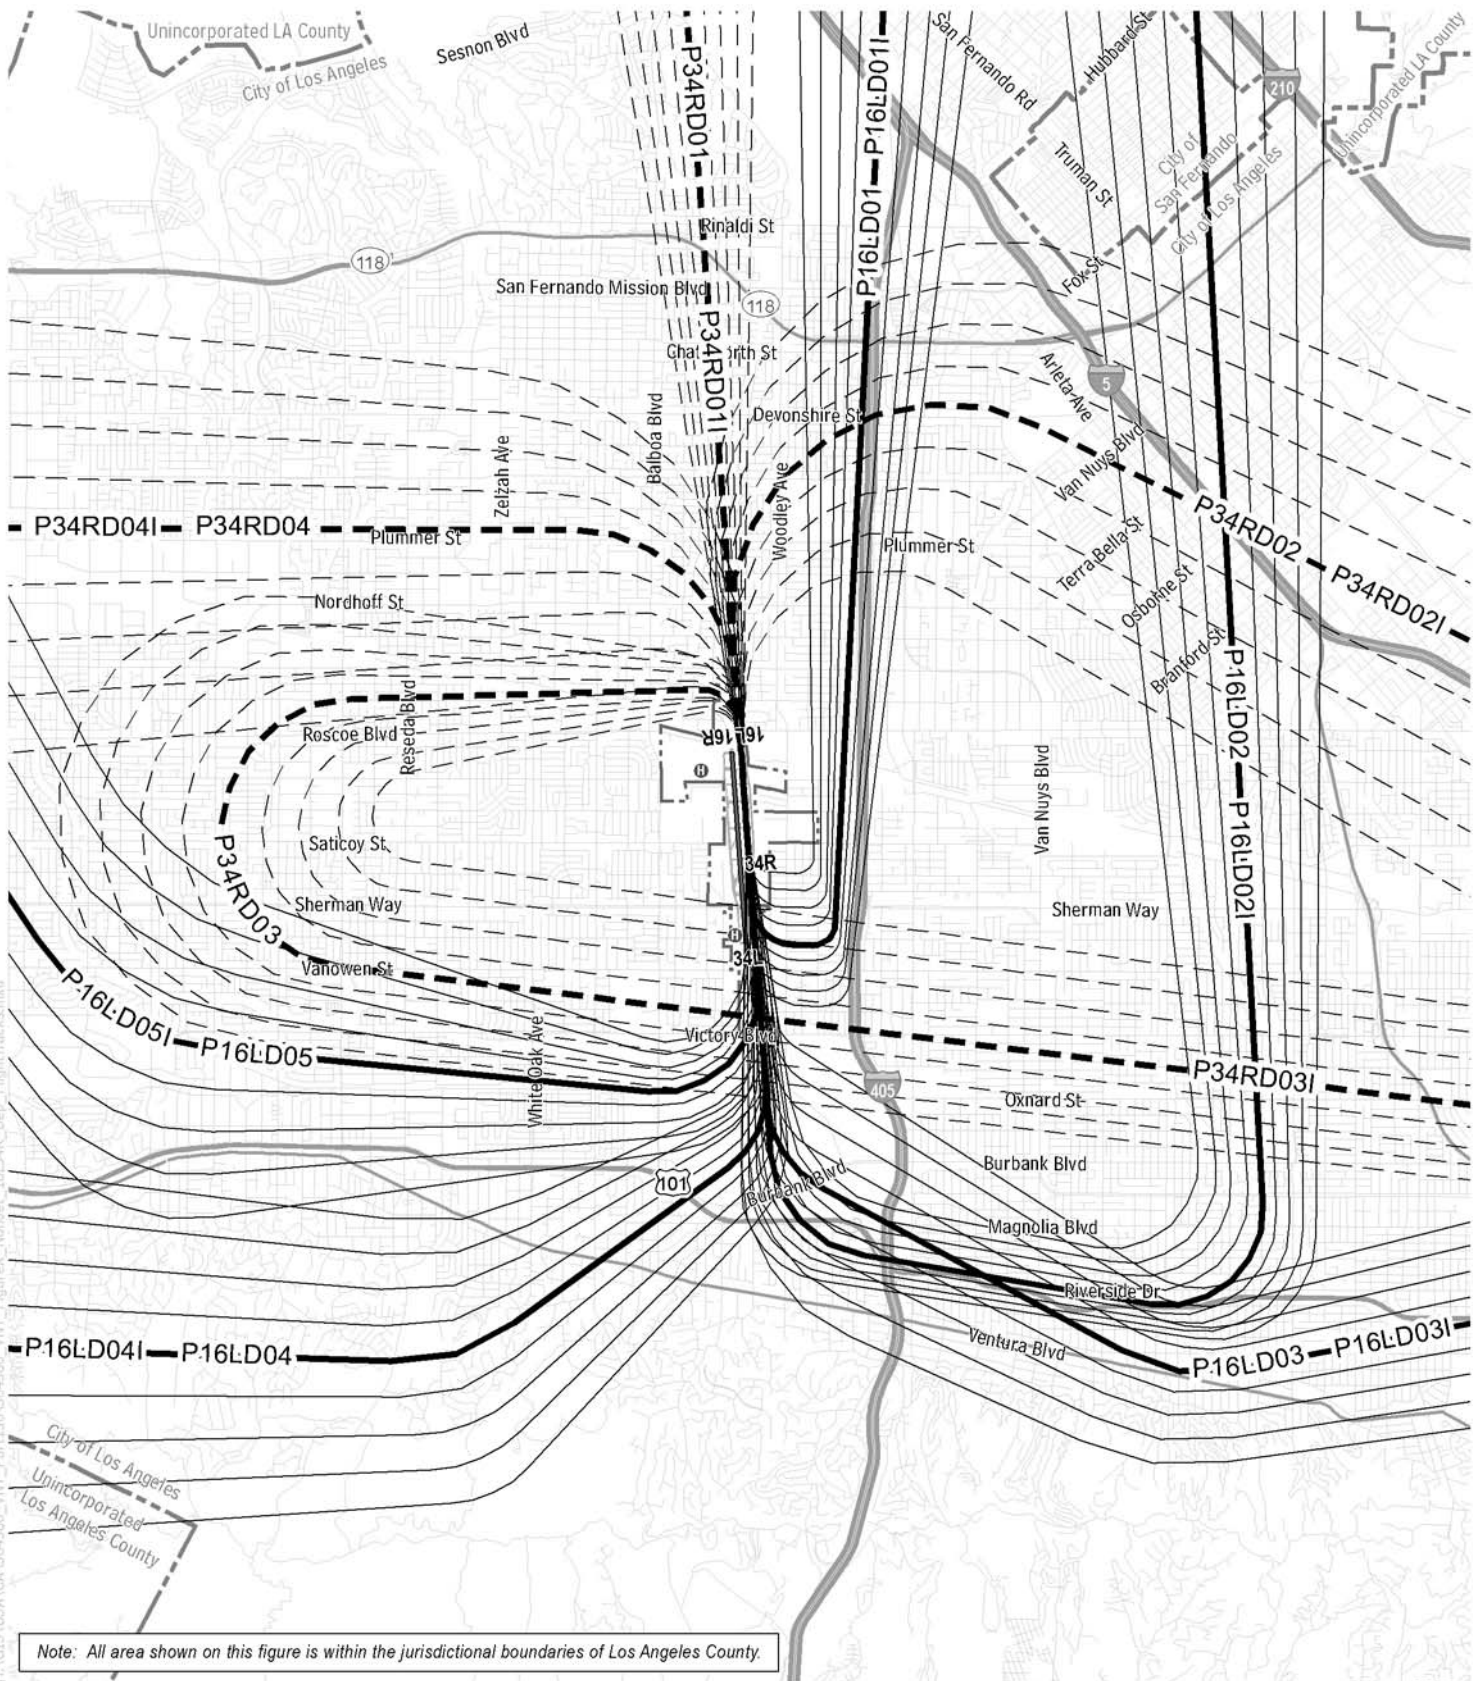 Unincorporated LA County
City of Los Angeles
Sesnon Blvd
P34RD01
P34RD01I
P16LD01
P16LD01I
San Fernando Rd
Hubbard St
210
Unincorporated LA County
Truman St
City of
San Fernando
City of Los Angeles
Rinaldi St
118
San Fernando Mission Blvd
118
Fox St
5
Arleta Ave
Devonshire St
Balboa Blvd
Zelzah Ave
Woodley Ave
Van Nuys Blvd
P34RD04I
P34RD04
Plummer St
Plummer St
P34RD02
P34RD02I
Terra Bella St
Osborne St
Branford St
Nordhoff St
Reseda Blvd
Roscoe Blvd
16R
16L
H
P16LD02
P16LD02I
Van Nuys Blvd
Saticoy St
34R
P34RD03
Sherman Way
Sherman Way
H
34L
Vanowen St
P16LD05I
P16LD05
White Oak Ave
Victory Blvd
P34RD03I
405
Oxnard St
Burbank Blvd
101
Burbank Blvd
Magnolia Blvd
Riverside Dr
Ventura Blvd
P16LD04I
P16LD04
P16LD03
P16LD03I
City of Los Angeles
Unincorporated
Los Angeles County
Note: All area shown on this figure is within the jurisdictional boundaries of Los Angeles County.